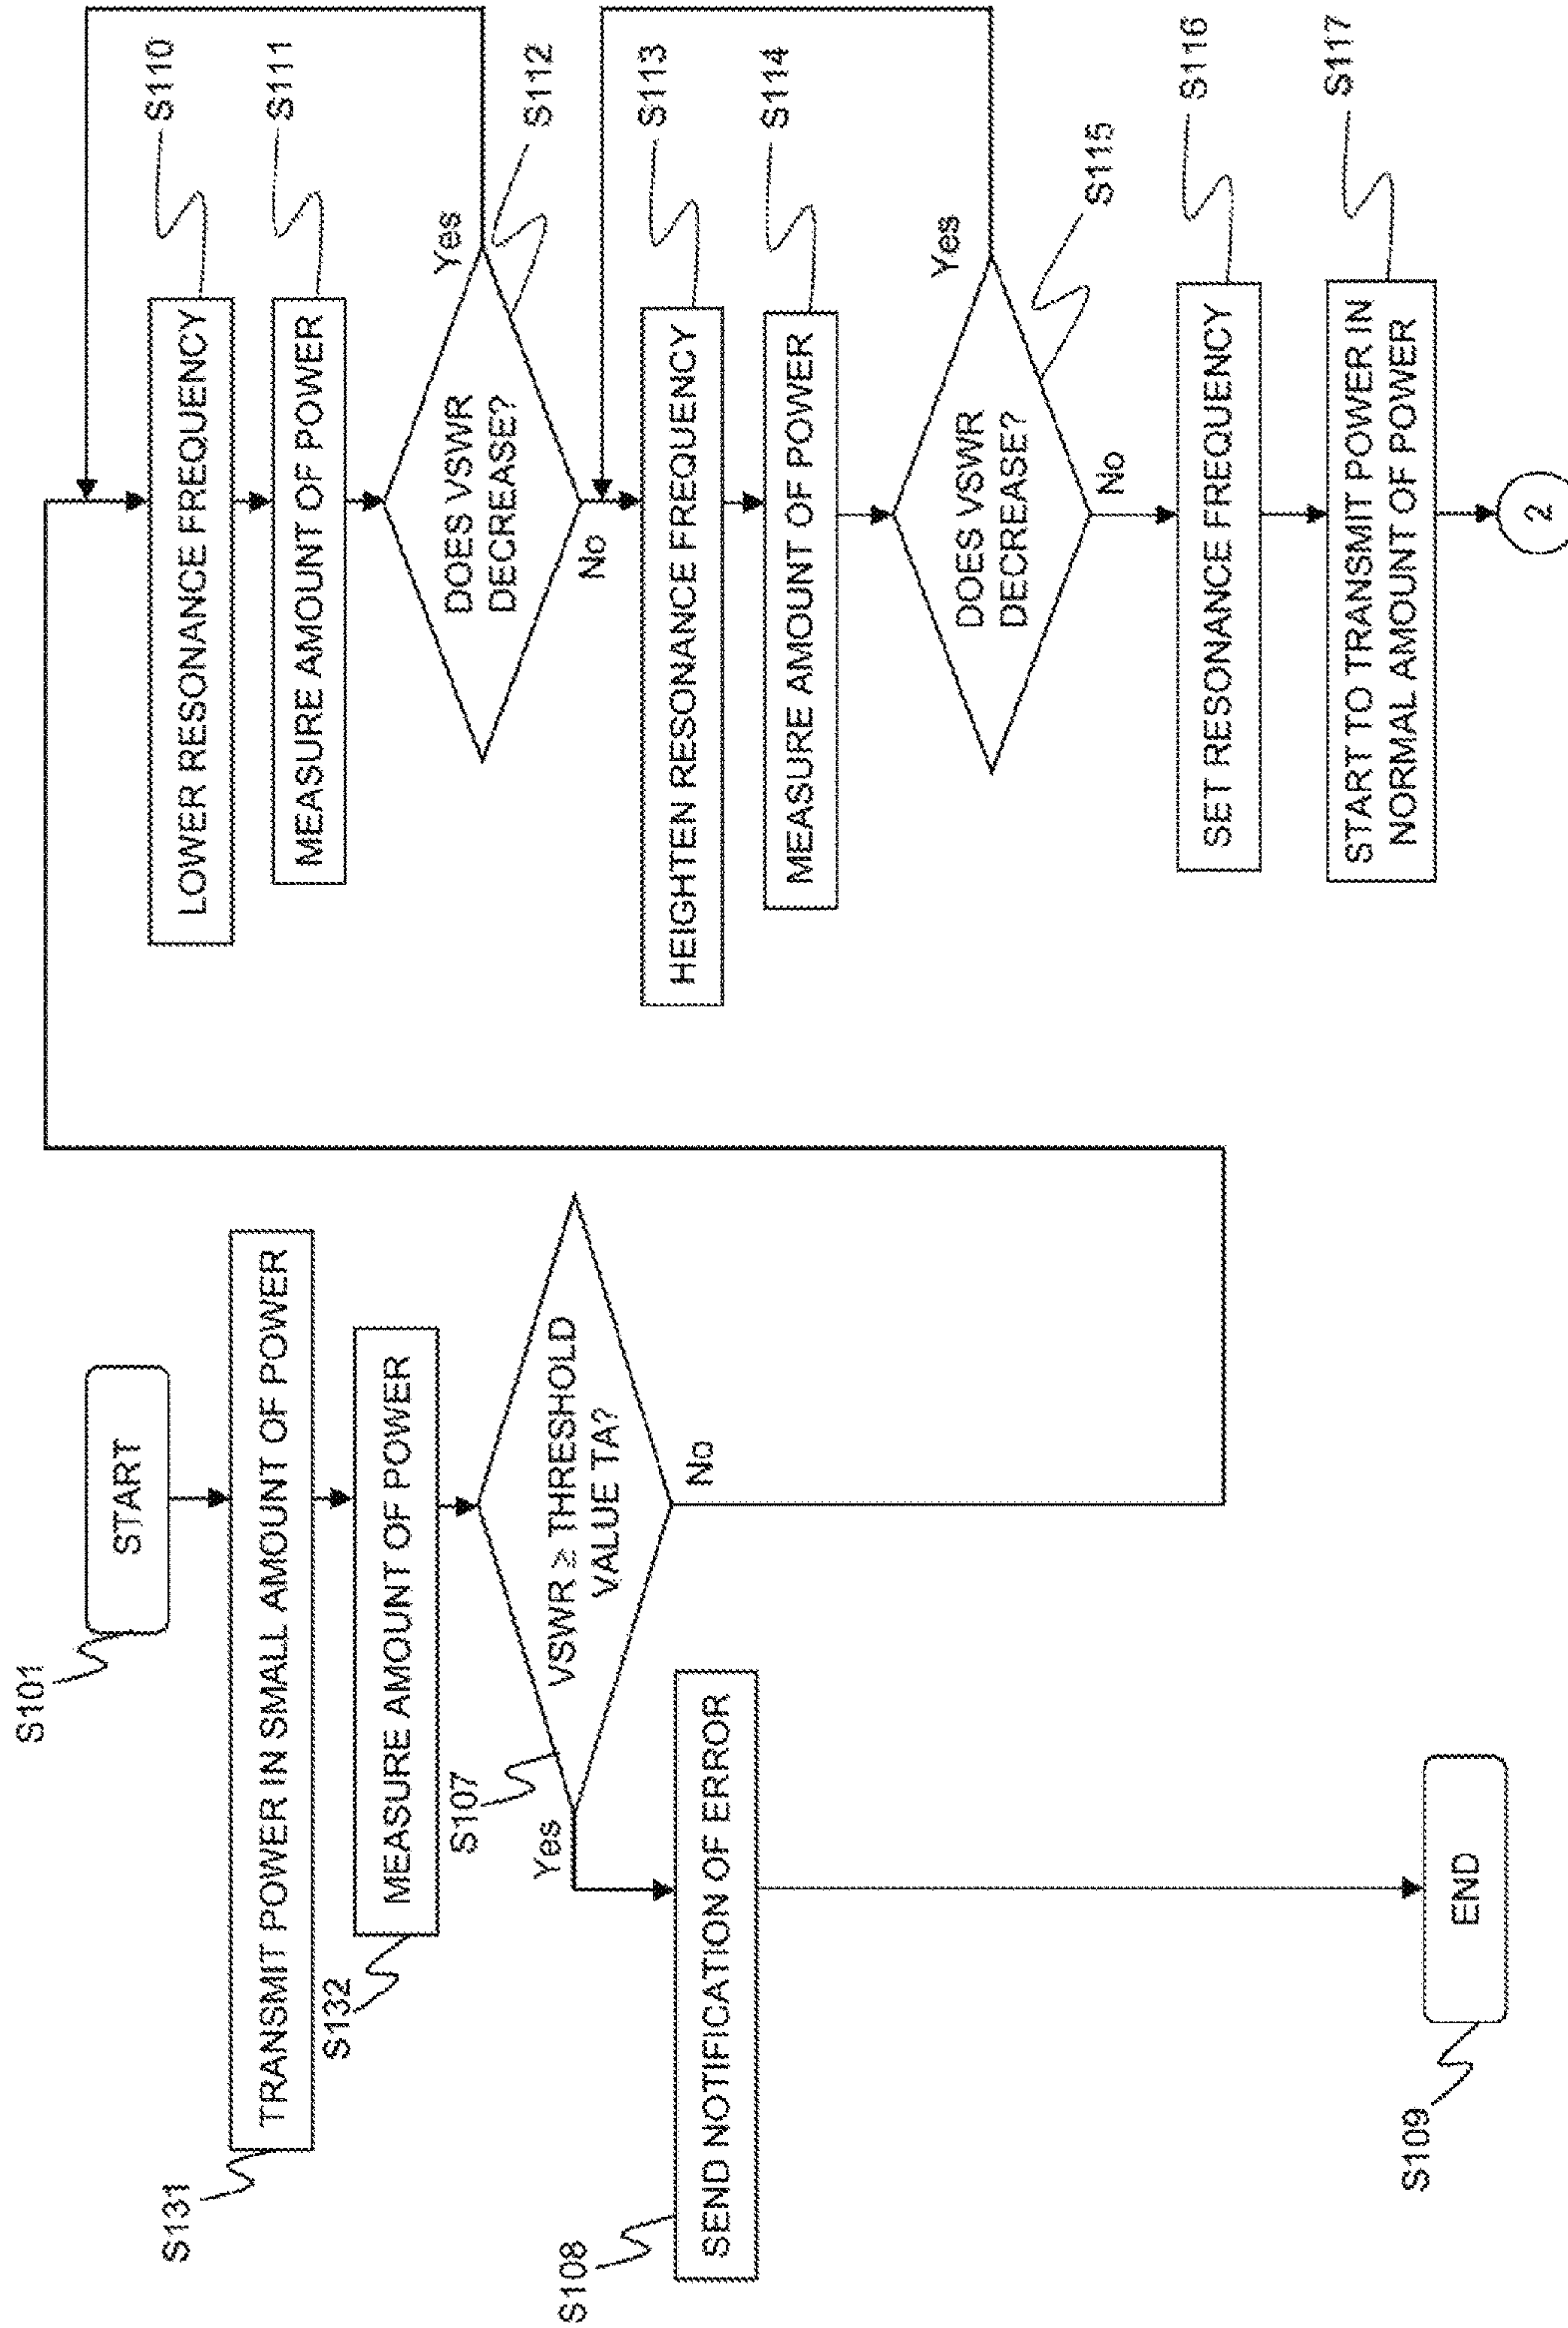 S101
START
S131
TRANSMIT POWER IN SMALL AMOUNT OF POWER
S132
MEASURE AMOUNT OF POWER
S107
VSWR ≥ THRESHOLD
VALUE TA?
Yes
No
S108
SEND NOTIFICATION OF ERROR
S109
END
LOWER RESONANCE FREQUENCY
S110
MEASURE AMOUNT OF POWER
S111
DOES VSWR
DECREASE?
Yes
S112
No
HEIGHTEN RESONANCE FREQUENCY
S113
MEASURE AMOUNT OF POWER
S114
DOES VSWR
DECREASE?
Yes
S115
No
SET RESONANCE FREQUENCY
S116
START TO TRANSMIT POWER IN
NORMAL AMOUNT OF POWER
S117
2